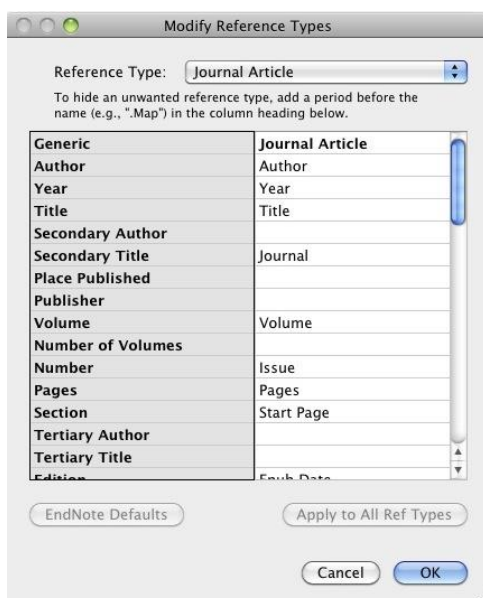 Modify Reference Types
Reference Type: Journal Article
To hide an unwanted reference type, add a period before the
name (e.g., ".Map") in the column heading below.
Generic Journal Article
Author Author
Year Year
Title Title
Secondary Author
Secondary Title Journal
Place Published
Publisher
Volume Volume
Number of Volumes
Number Issue
Pages Pages
Section Start Page
Tertiary Author
Tertiary Title
Edition Epub Date
EndNote Defaults Apply to All Ref Types
Cancel OK